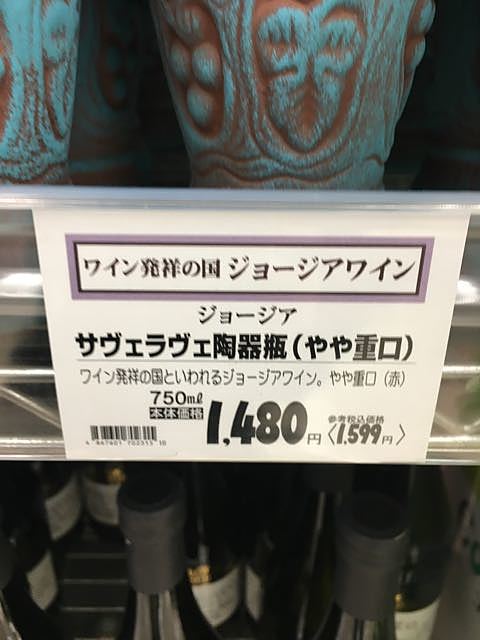 ワイン発祥の国 ジョージアワイン
ジョージア
サヴェラヴェ陶器瓶(やや重口)
ワイン発祥の国といわれるジョージアワイン。やや重口(赤)
750mℓ
本体価格 1,480円 参考税込価格〈1,599円〉